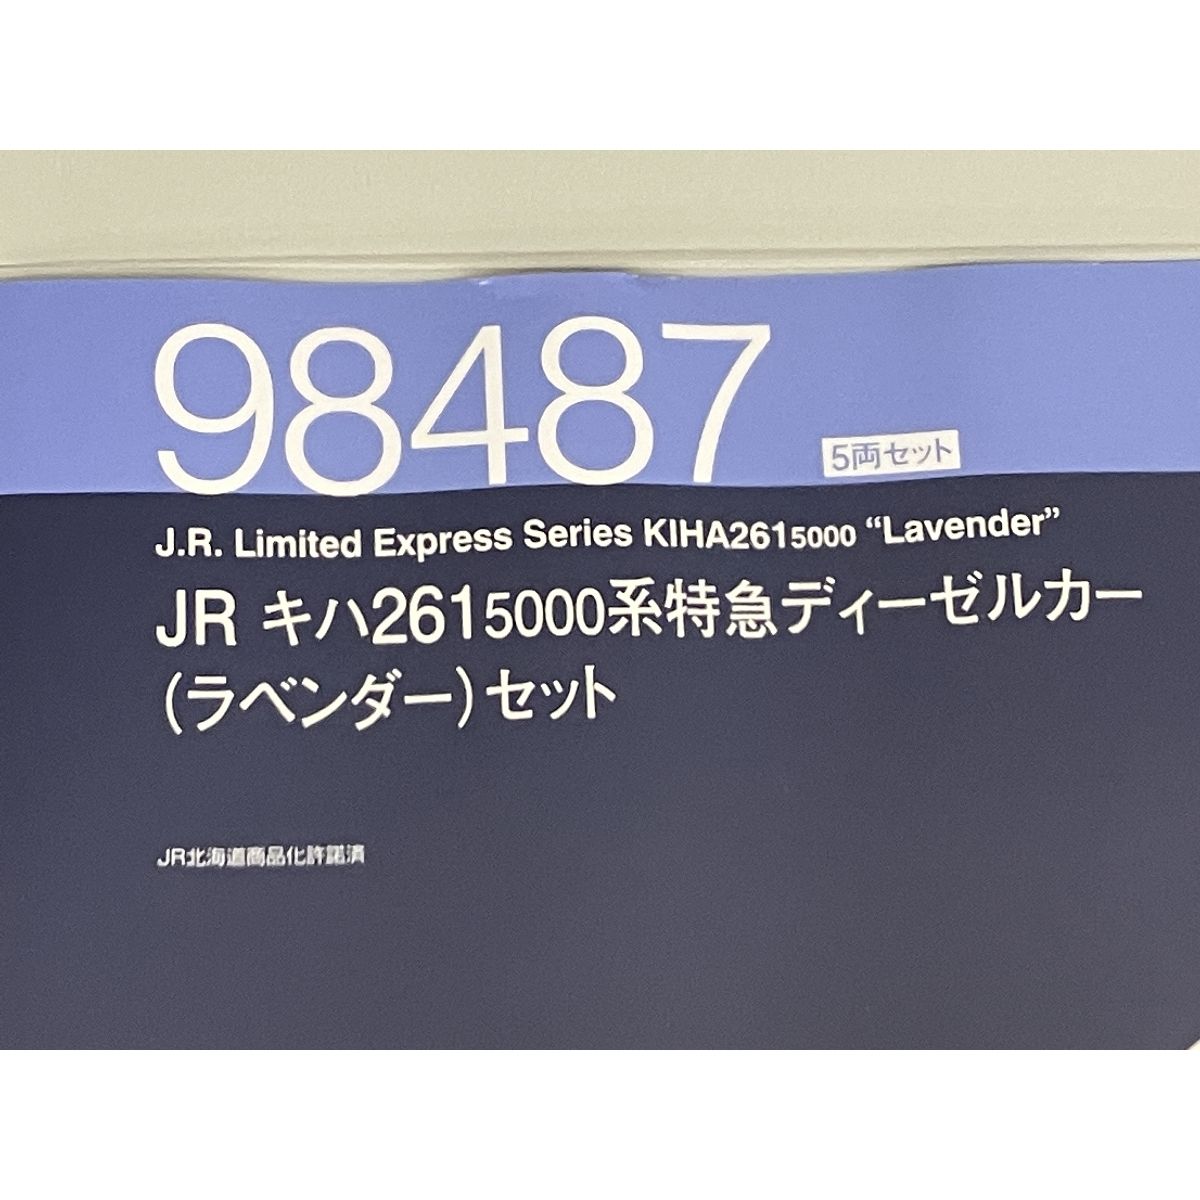 98487 5両セット
J.R. Limited Express Series KIHA2615000 “Lavender”
JR キハ2615000系特急ディーゼルカー
(ラベンダー)セット
JR北海道商品化許諾済